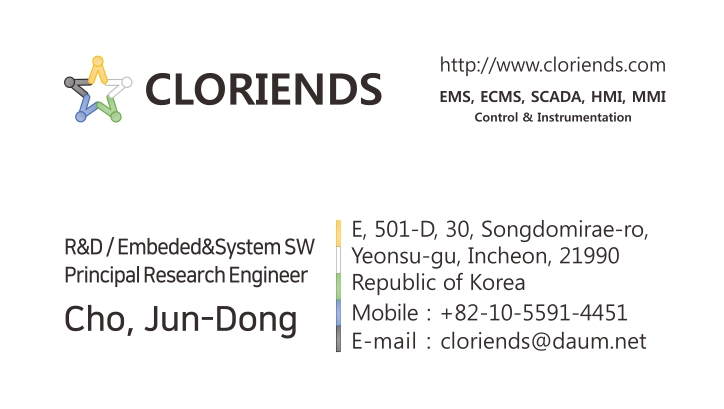 CLORIENDS
http://www.cloriends.com
EMS, ECMS, SCADA, HMI, MMI
Control & Instrumentation
R&D / Embeded&System SW
Principal Research Engineer
Cho, Jun-Dong
E, 501-D, 30, Songdomirae-ro,
Yeonsu-gu, Incheon, 21990
Republic of Korea
Mobile : +82-10-5591-4451
E-mail : cloriends@daum.net